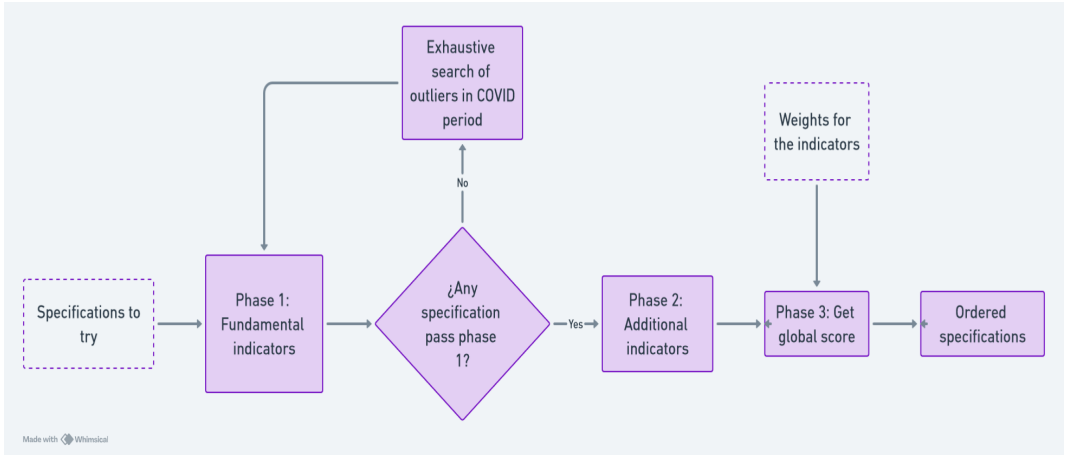 Exhaustive
search of
outliers in COVID
period
Weights for
the indicators
No
Specifications to
try
Phase 1:
Fundamental
indicators
¿Any
specification
pass phase
1?
Yes
Phase 2:
Additional
indicators
Phase 3: Get
global score
Ordered
specifications
Made with Whimsical